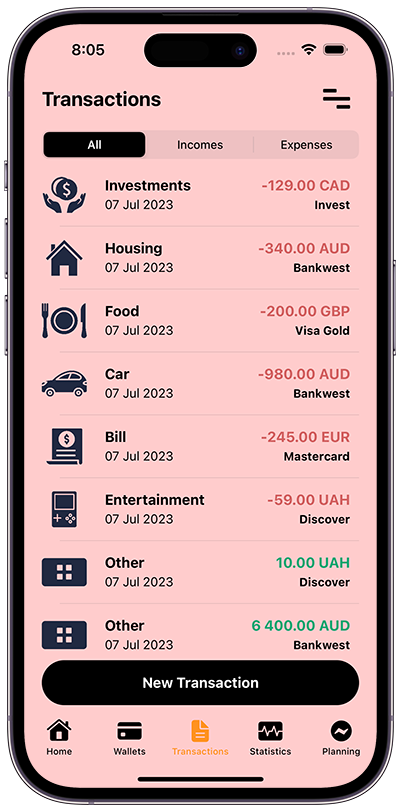 8:05
Transactions
All Incomes Expenses
Investments -129.00 CAD
07 Jul 2023 Invest
Housing -340.00 AUD
07 Jul 2023 Bankwest
Food -200.00 GBP
07 Jul 2023 Visa Gold
Car -980.00 AUD
07 Jul 2023 Bankwest
Bill -245.00 EUR
07 Jul 2023 Mastercard
Entertainment -59.00 UAH
07 Jul 2023 Discover
Other 10.00 UAH
07 Jul 2023 Discover
Other 6 400.00 AUD
07 Jul 2023 Bankwest
New Transaction
Home Wallets Transactions Statistics Planning